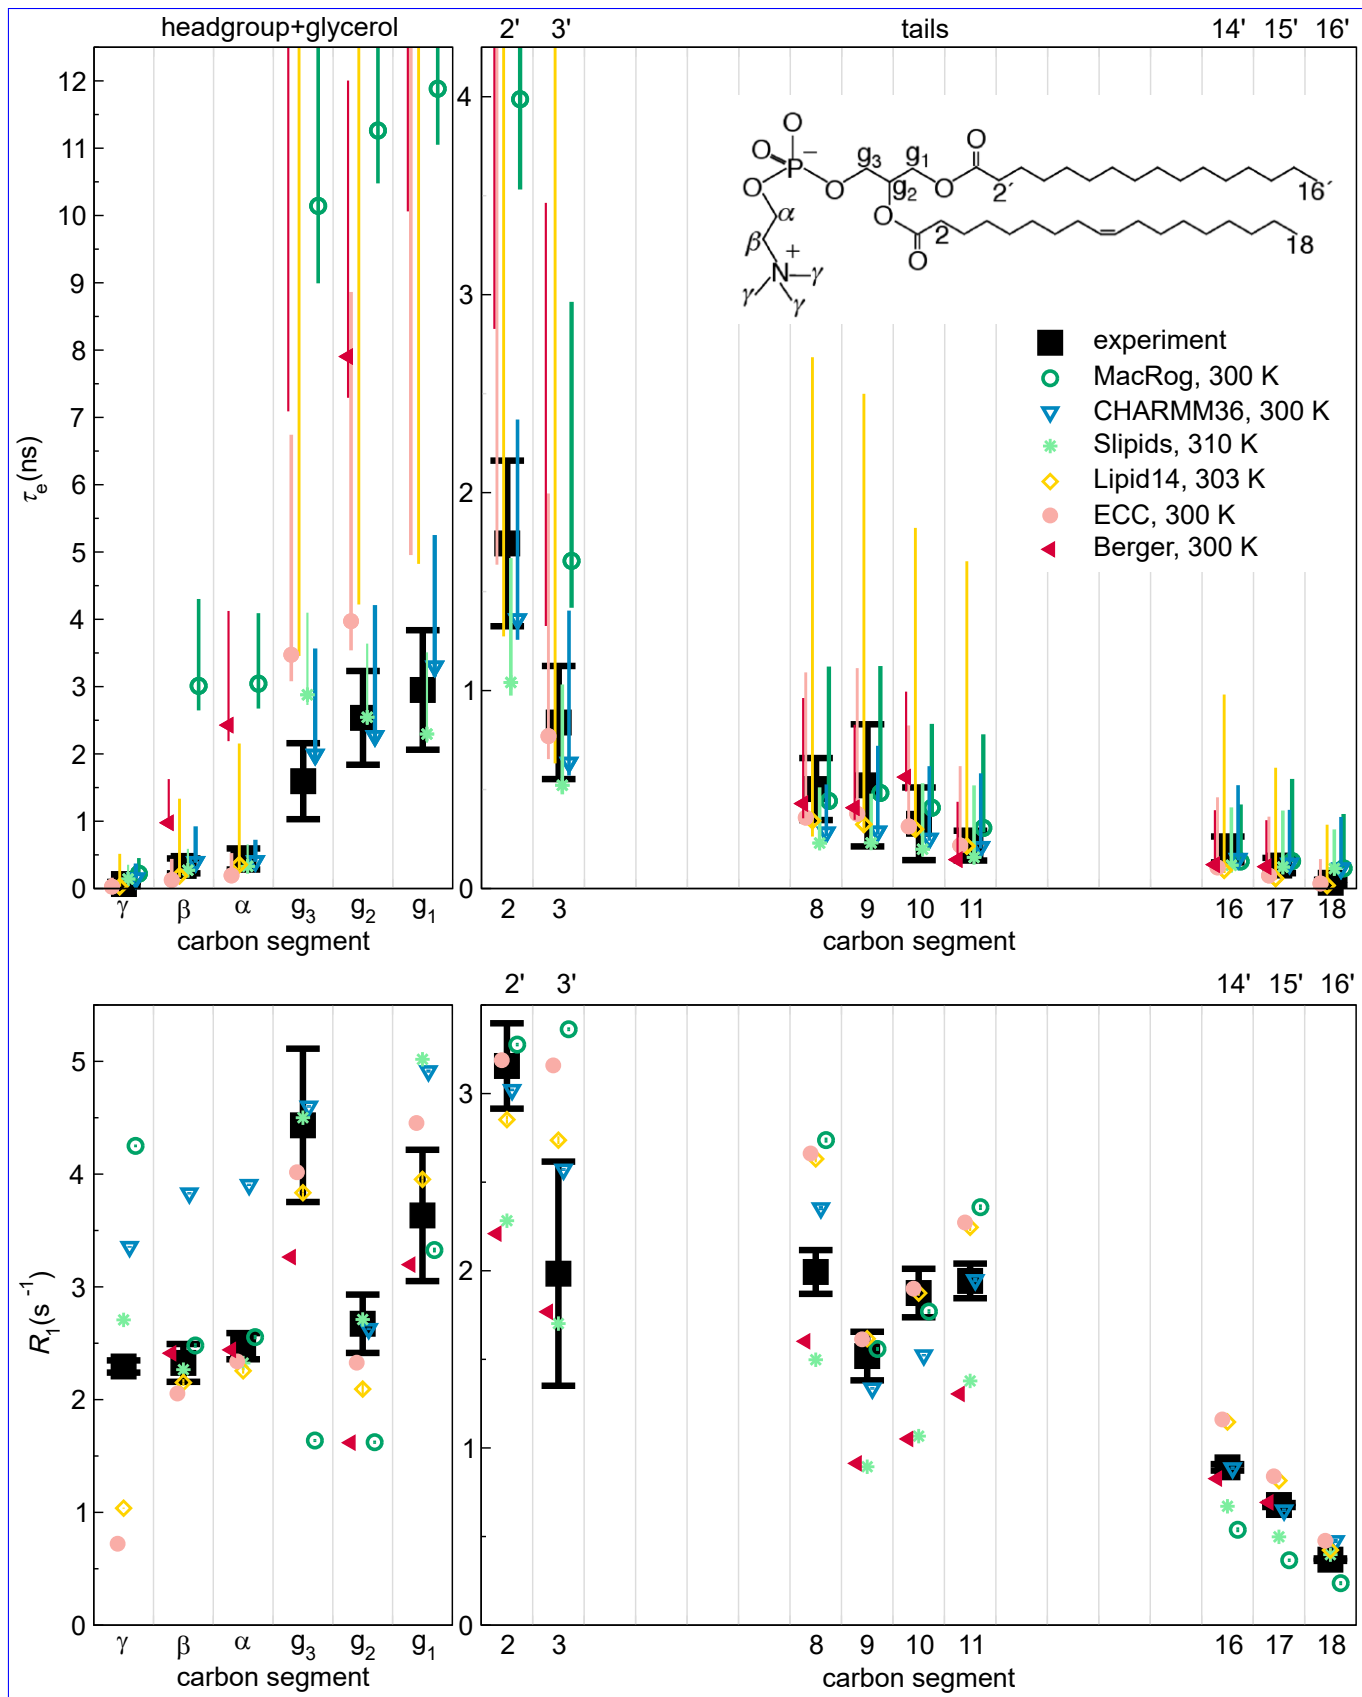 headgroup+glycerol
2' 3' tails 14' 15' 16'
12
11
10
9
8
7
6
5
4
3
2
1
0
τe(ns)
4
3
2
1
0
O
O P −
O O g3 g1 O O
g2 2´ 16´
α O
β 2 18
O
N + γ
γ γ
experiment
MacRog, 300 K
CHARMM36, 300 K
Slipids, 310 K
Lipid14, 303 K
ECC, 300 K
Berger, 300 K
γ β α g3 g2 g1 2 3 8 9 10 11 16 17 18
carbon segment carbon segment
2' 3' 14' 15' 16'
5
4
3
2
1
0
R1(s-1)
3
2
1
0
γ β α g3 g2 g1 2 3 8 9 10 11 16 17 18
carbon segment carbon segment